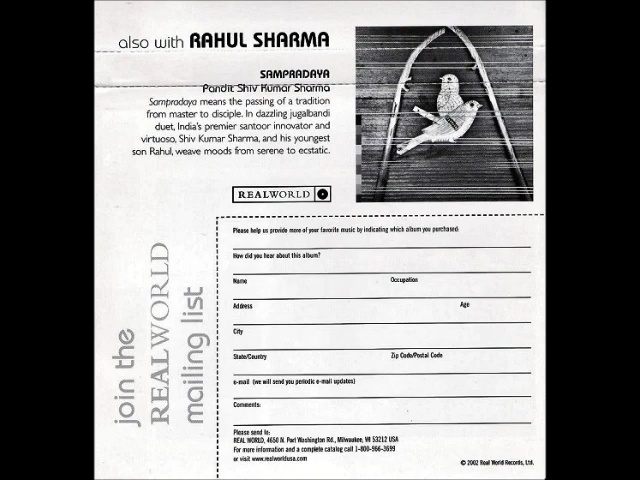 also with RAHUL SHARMA
SAMPRADAYA
Pandit Shiv Kumar Sharma
Sampradaya means the passing of a tradition
from master to disciple. In dazzling jugalbandi
duet, India's premier santoor innovator and
virtuoso, Shiv Kumar Sharma, and his youngest
son Rahul, weave moods from serene to ecstatic.
REALWORLD
join the
REALWORLD
mailing list
Please help us provide more of your favorite music by indicating which album you purchased:
How did you hear about this album?
Name Occupation
Address Age
City
State/Country Zip Code/Postal Code
e-mail (we will send you periodic e-mail updates)
Comments:
Please send to:
REAL WORLD, 4650 N. Port Washington Rd., Milwaukee, WI 53212 USA
For more information and a complete catalog call 1-800-966-3699
or visit www.realworldusa.com
© 2002 Real World Records, Ltd.